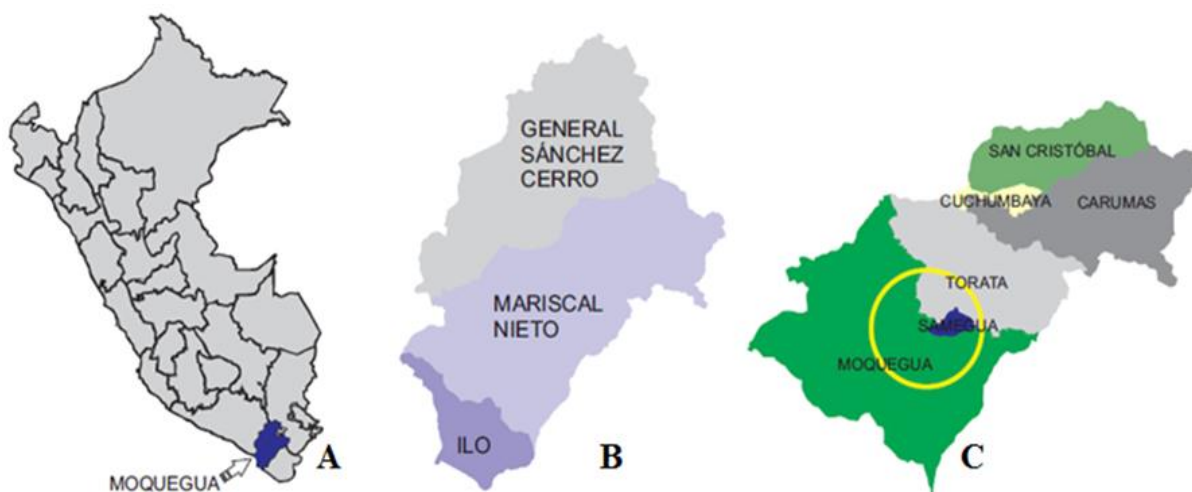 MOQUEGUA
A
GENERAL
SÁNCHEZ
CERRO
MARISCAL
NIETO
ILO
B
SAN CRISTÓBAL
CUCHUMBAYA
CARUMAS
TORATA
SAMEGUA
MOQUEGUA
C